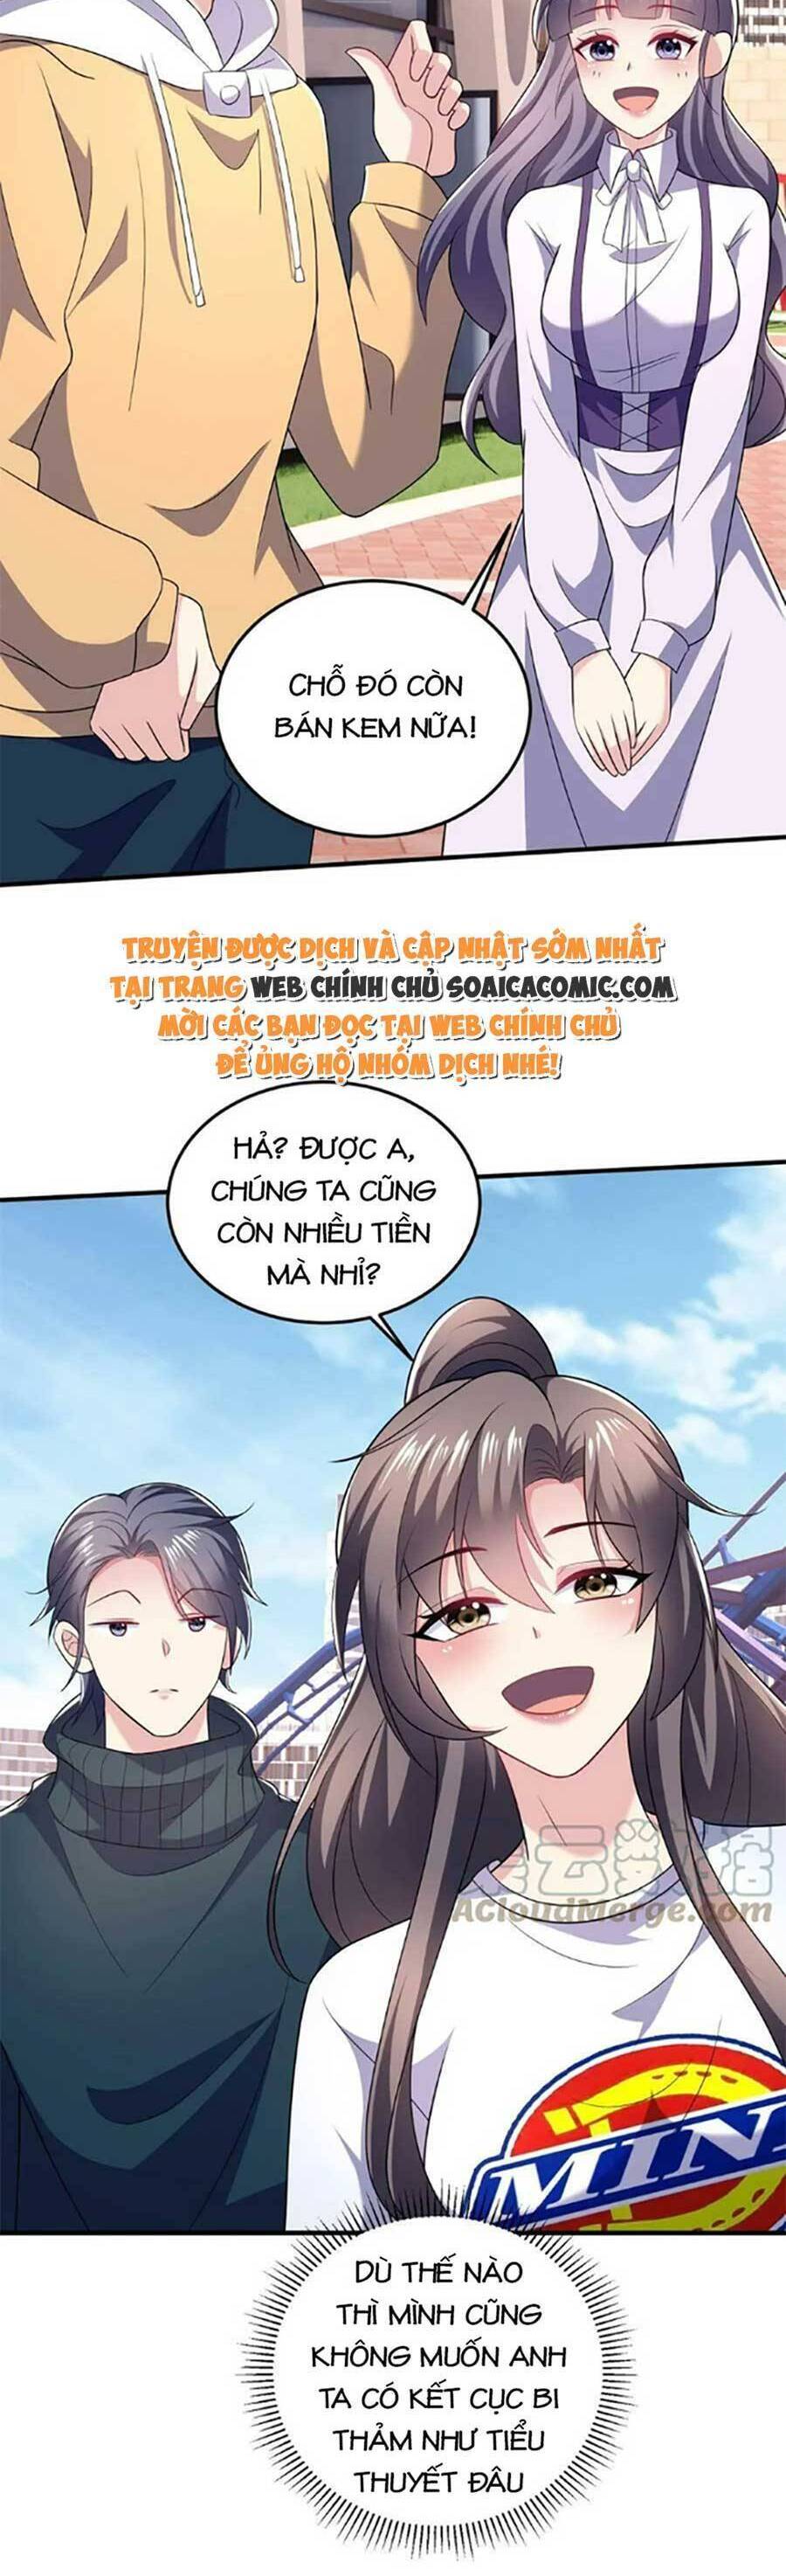 CHỖ ĐÓ CÒN
BÁN KEM NỮA!
TRUYỆN ĐƯỢC DỊCH VÀ CẬP NHẬT SỚM NHẤT
TẠI TRANG WEB CHÍNH CHỦ SOAICACOMIC.COM
MỜI CÁC BẠN ĐỌC TẠI WEB CHÍNH CHỦ
ĐỂ ỦNG HỘ NHÓM DỊCH NHÉ!
HẢ? ĐƯỢC A,
CHÚNG TA CŨNG
CÒN NHIỀU TIỀN
MÀ NHỈ?
AcloudMerge.com
MIN
DÙ THẾ NÀO
THÌ MÌNH CŨNG
KHÔNG MUỐN ANH
TA CÓ KẾT CỤC BI
THẢM NHƯ TIỂU
THUYẾT ĐÂU